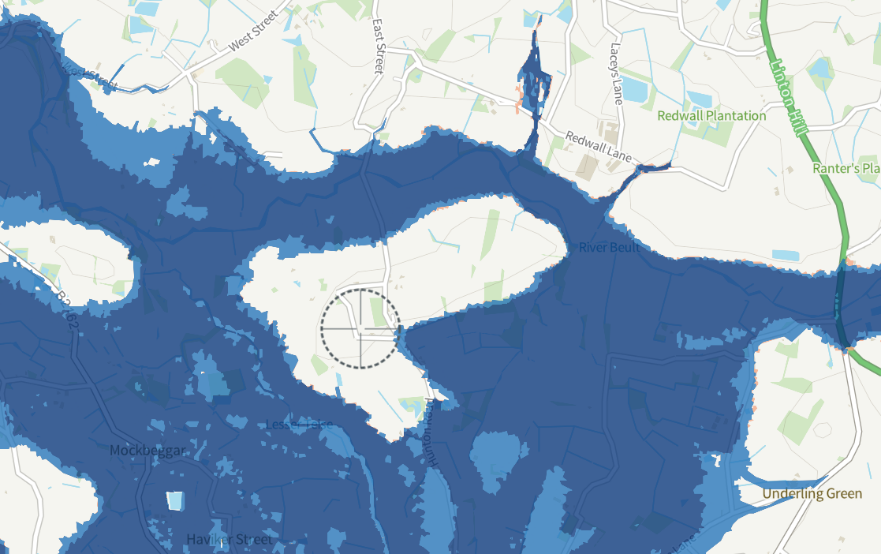 West Street
East Street
Laceys Lane
Linton Hill
Redwall Plantation
Redwall Lane
Ranter's Pla
River Beult
B2162
Mockbeggar
Underling Green
Haviker Street